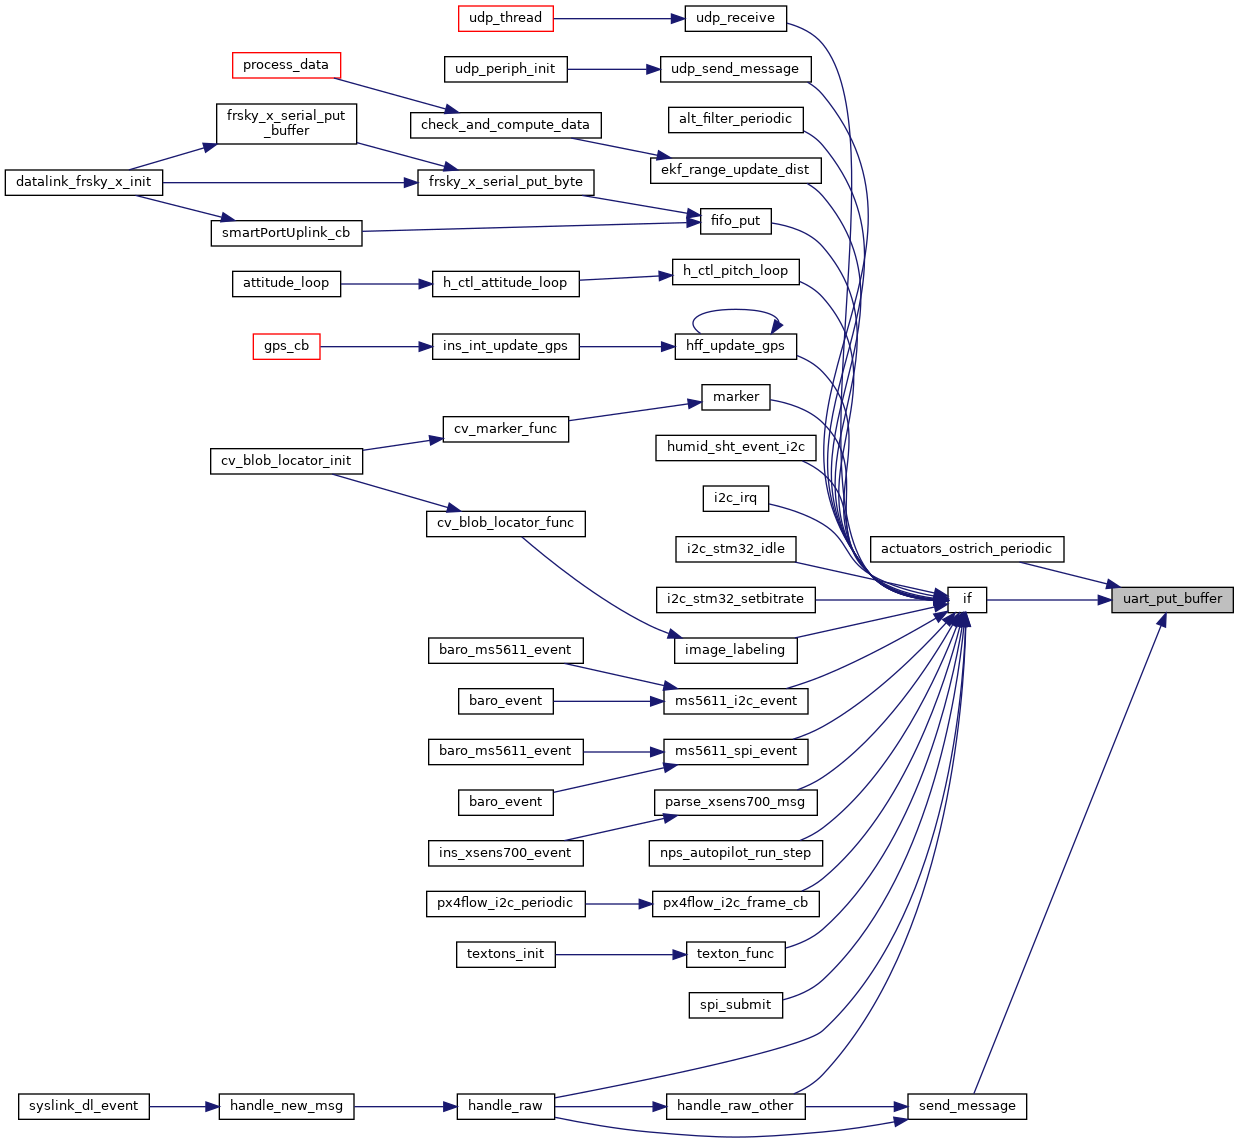 udp_thread
udp_receive
process_data
udp_periph_init
udp_send_message
frsky_x_serial_put
_buffer
check_and_compute_data
alt_filter_periodic
datalink_frsky_x_init
frsky_x_serial_put_byte
ekf_range_update_dist
smartPortUplink_cb
fifo_put
attitude_loop
h_ctl_attitude_loop
h_ctl_pitch_loop
gps_cb
ins_int_update_gps
hff_update_gps
marker
cv_marker_func
cv_blob_locator_init
humid_sht_event_i2c
i2c_irq
cv_blob_locator_func
i2c_stm32_idle
actuators_ostrich_periodic
i2c_stm32_setbitrate
if
uart_put_buffer
baro_ms5611_event
image_labeling
baro_event
ms5611_i2c_event
baro_ms5611_event
ms5611_spi_event
baro_event
parse_xsens700_msg
ins_xsens700_event
nps_autopilot_run_step
px4flow_i2c_periodic
px4flow_i2c_frame_cb
textons_init
texton_func
spi_submit
syslink_dl_event
handle_new_msg
handle_raw
handle_raw_other
send_message